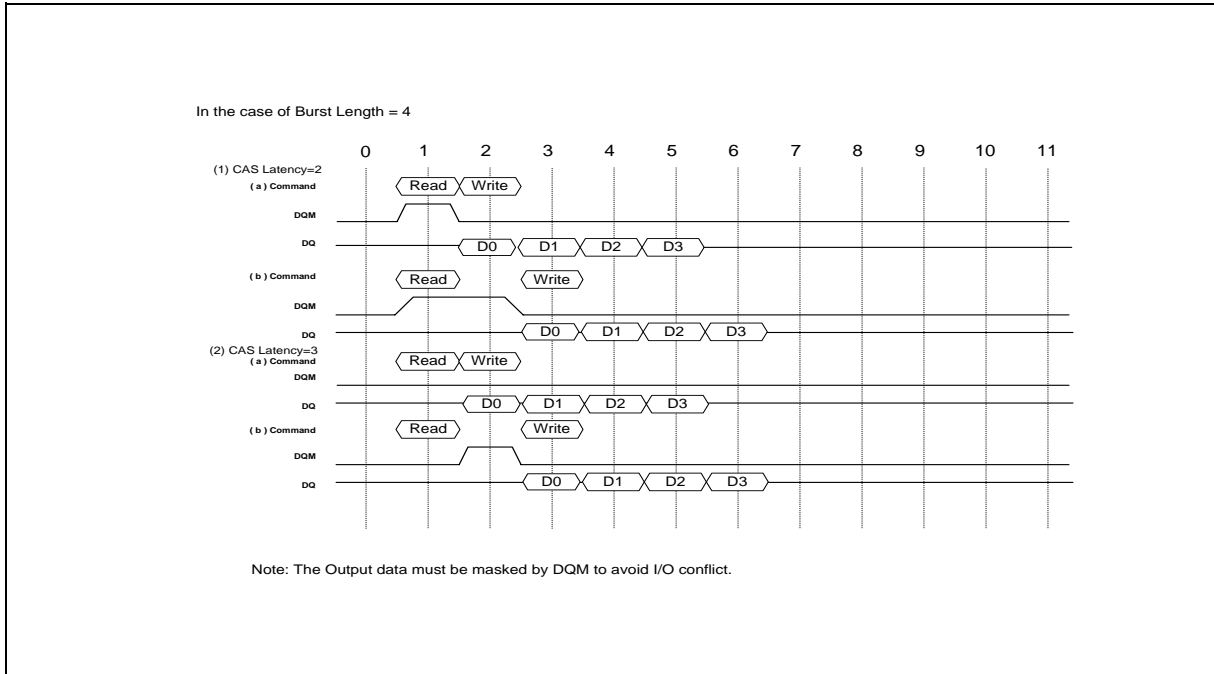 In the case of Burst Length = 4
0 1 2 3 4 5 6 7 8 9 10 11
(1) CAS Latency=2
( a ) Command Read Write
DQM
DQ D0 D1 D2 D3
( b ) Command Read Write
DQM
DQ D0 D1 D2 D3
(2) CAS Latency=3
( a ) Command Read Write
DQM
DQ D0 D1 D2 D3
( b ) Command Read Write
DQM
DQ D0 D1 D2 D3
Note: The Output data must be masked by DQM to avoid I/O conflict.